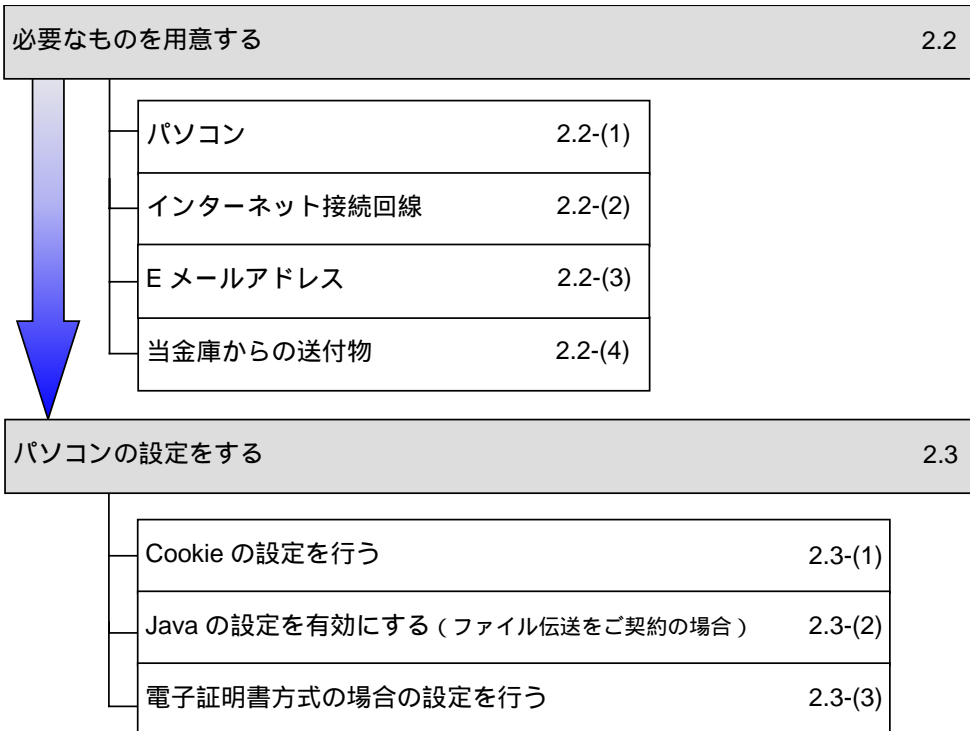 必要なものを用意する 2.2
パソコン 2.2-(1)
インターネット接続回線 2.2-(2)
E メールアドレス 2.2-(3)
当金庫からの送付物 2.2-(4)
パソコンの設定をする 2.3
Cookie の設定を行う 2.3-(1)
Java の設定を有効にする(ファイル伝送をご契約の場合) 2.3-(2)
電子証明書方式の場合の設定を行う 2.3-(3)